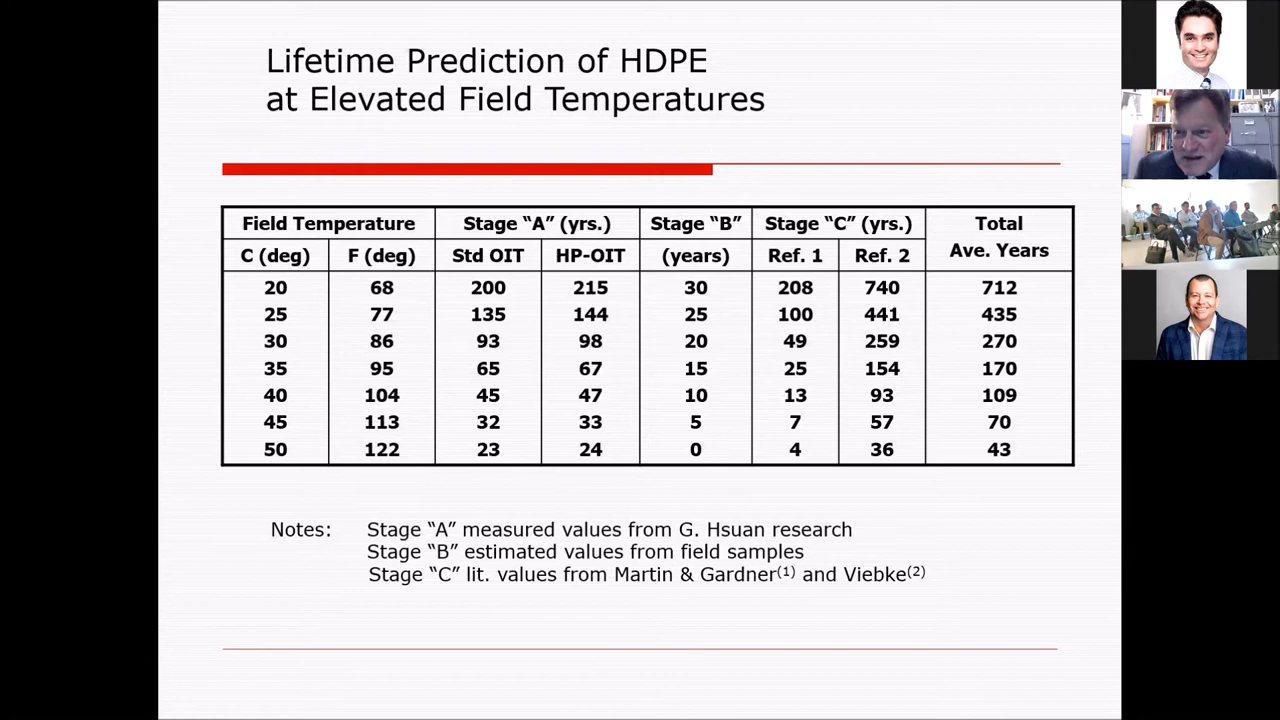 Lifetime Prediction of HDPE
at Elevated Field Temperatures
Field Temperature Stage “A” (yrs.) Stage “B” Stage “C” (yrs.) Total
Ave. Years
C (deg) F (deg) Std OIT HP-OIT (years) Ref. 1 Ref. 2
20 68 200 215 30 208 740 712
25 77 135 144 25 100 441 435
30 86 93 98 20 49 259 270
35 95 65 67 15 25 154 170
40 104 45 47 10 13 93 109
45 113 32 33 5 7 57 70
50 122 23 24 0 4 36 43
Notes: Stage “A” measured values from G. Hsuan research
Stage “B” estimated values from field samples
Stage “C” lit. values from Martin & Gardner(1) and Viebke(2)